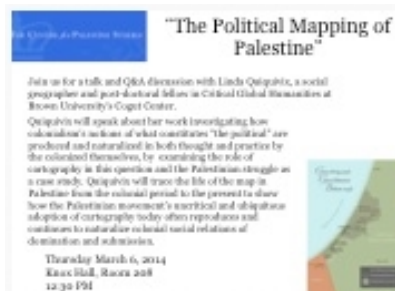 THE CENTER for PALESTINE STUDIES
“The Political Mapping of
Palestine”
Join us for a talk and Q&A discussion with Linda Quiquivix, a social
geographer and post-doctoral fellow in Critical Global Humanities at
Brown University's Cogut Center.
Quiquivix will speak about her work investigating how
colonialism's notions of what constitutes “the political” are
produced and naturalized in both thought and practice by
the colonized themselves, by examining the role of
cartography in this question and the Palestinian struggle as
a case study. Quiquivix will trace the life of the map in
Palestine from the colonial period to the present to show
how the Palestinian movement's uncritical and ubiquitous
adoption of cartography today often reproduces and
continues to naturalize colonial social relations of
domination and submission.
Thursday March 6, 2014
Knox Hall, Room 208
12:30 PM